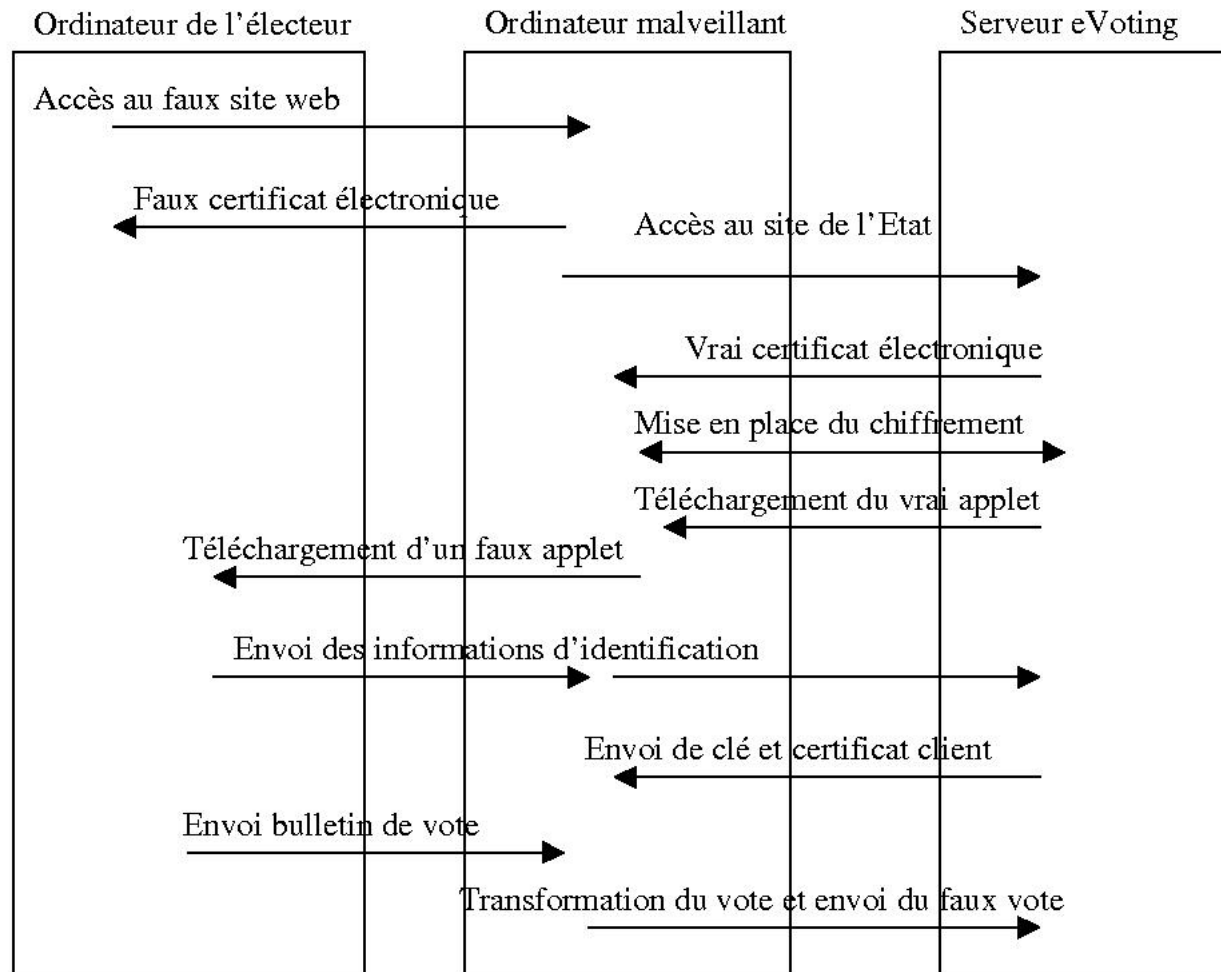 Ordinateur de l'électeur
Ordinateur malveillant
Serveur eVoting
Accès au faux site web
Faux certificat électronique
Accès au site de l'Etat
Vrai certificat électronique
Mise en place du chiffrement
Téléchargement du vrai applet
Téléchargement d'un faux applet
Envoi des informations d'identification
Envoi de clé et certificat client
Envoi bulletin de vote
Transformation du vote et envoi du faux vote